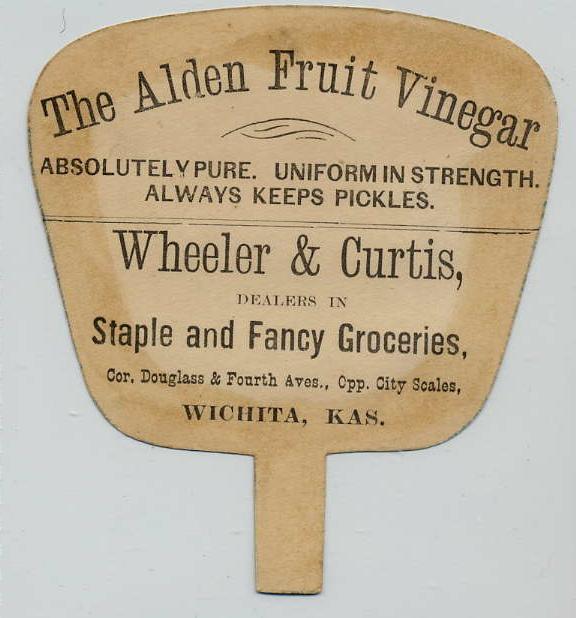 The Alden Fruit Vinegar
ABSOLUTELY PURE. UNIFORM IN STRENGTH.
ALWAYS KEEPS PICKLES.
Wheeler & Curtis,
DEALERS IN
Staple and Fancy Groceries,
Cor. Douglass & Fourth Aves., Opp. City Scales,
WICHITA, KAS.